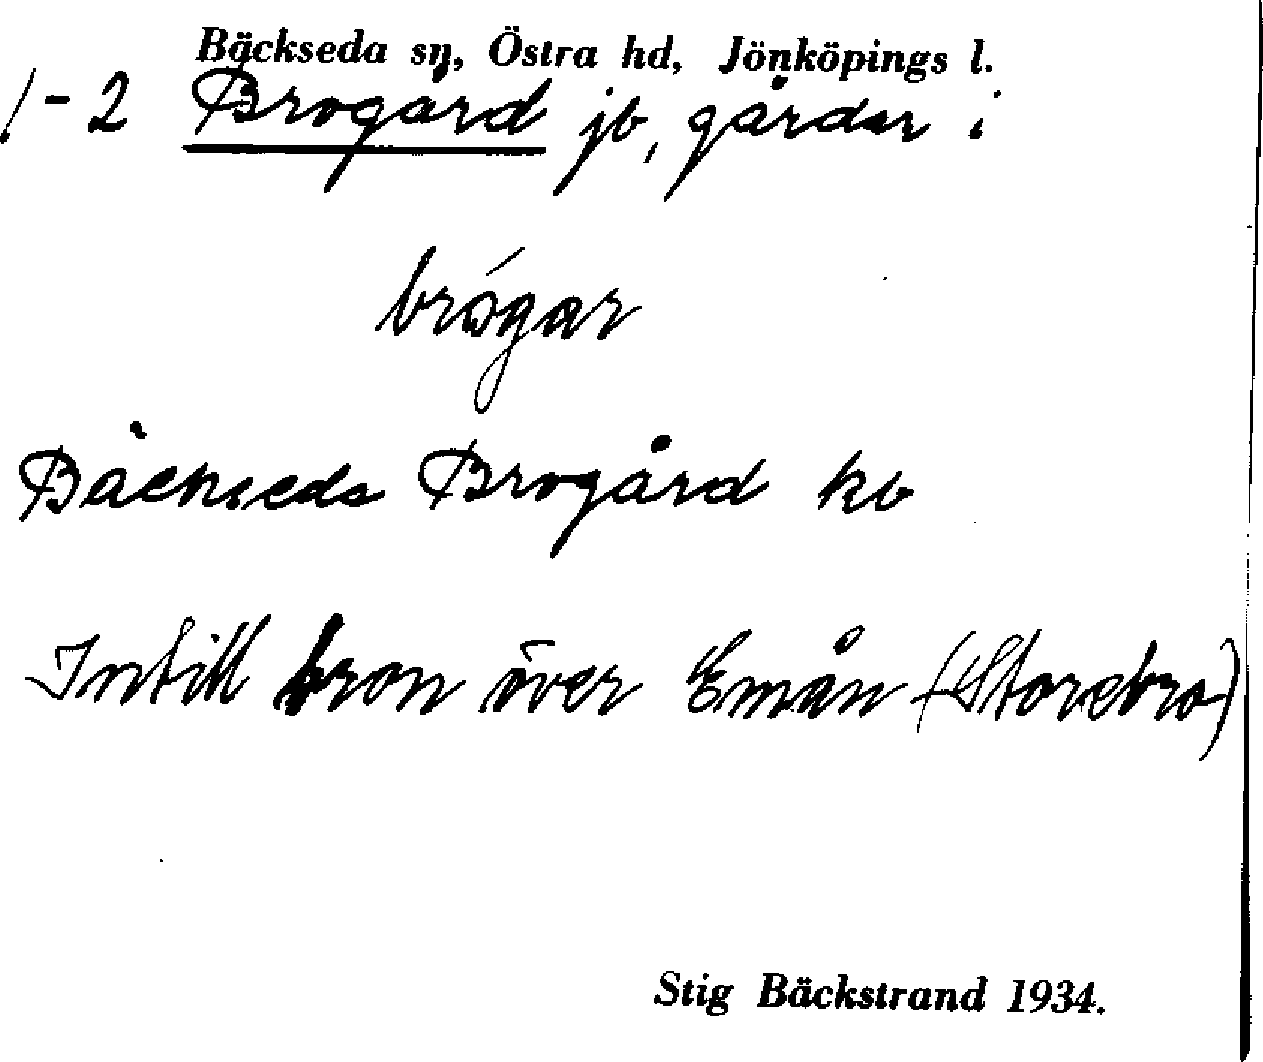 Bäckseda sn, Östra hd, Jönköpings l.
1-2 Brogård jb, gårdar i
brógar
Bäckseda Brogård kb
Intill bron över Emån (Storebro)
Stig Bäckstrand 1934.